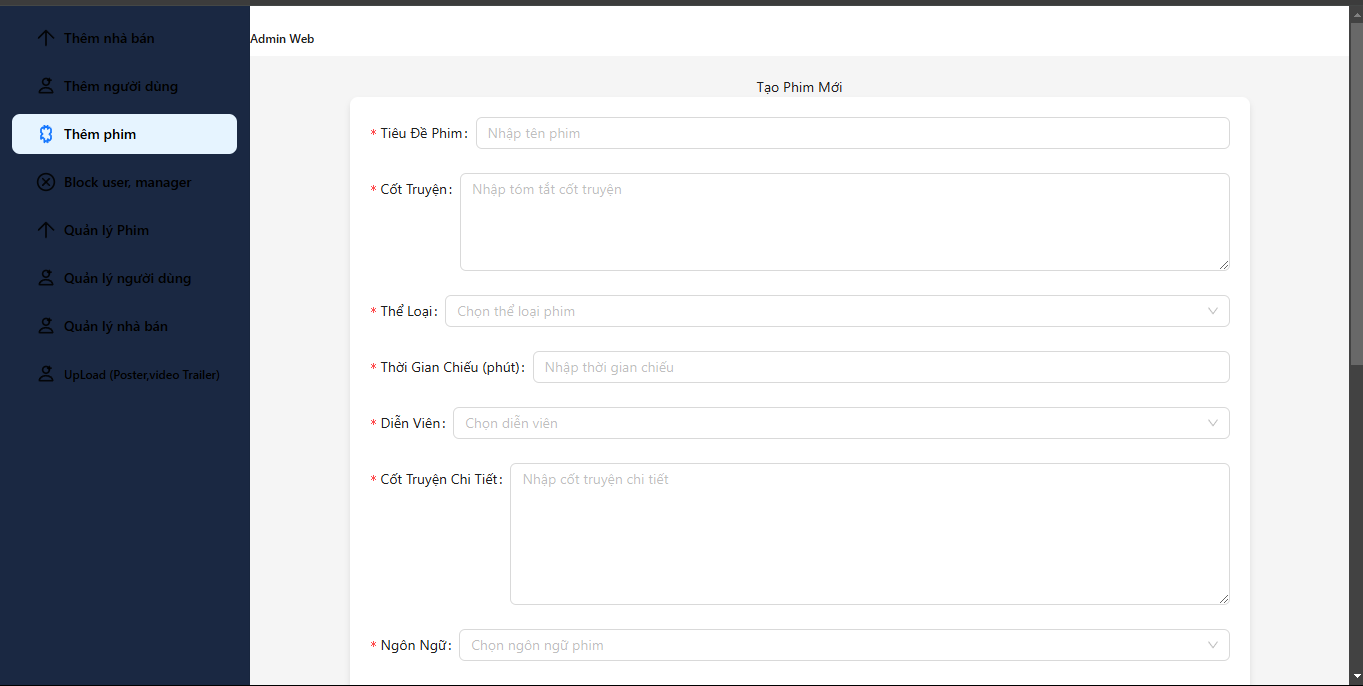 Thêm nhà bán
Thêm người dùng
Thêm phim
Block user, manager
Quản lý Phim
Quản lý người dùng
Quản lý nhà bán
UpLoad (Poster,video Trailer)
Admin Web
Tạo Phim Mới
* Tiêu Đề Phim: Nhập tên phim
* Cốt Truyện: Nhập tóm tắt cốt truyện
* Thể Loại: Chọn thể loại phim
* Thời Gian Chiếu (phút): Nhập thời gian chiếu
* Diễn Viên: Chọn diễn viên
* Cốt Truyện Chi Tiết: Nhập cốt truyện chi tiết
* Ngôn Ngữ: Chọn ngôn ngữ phim